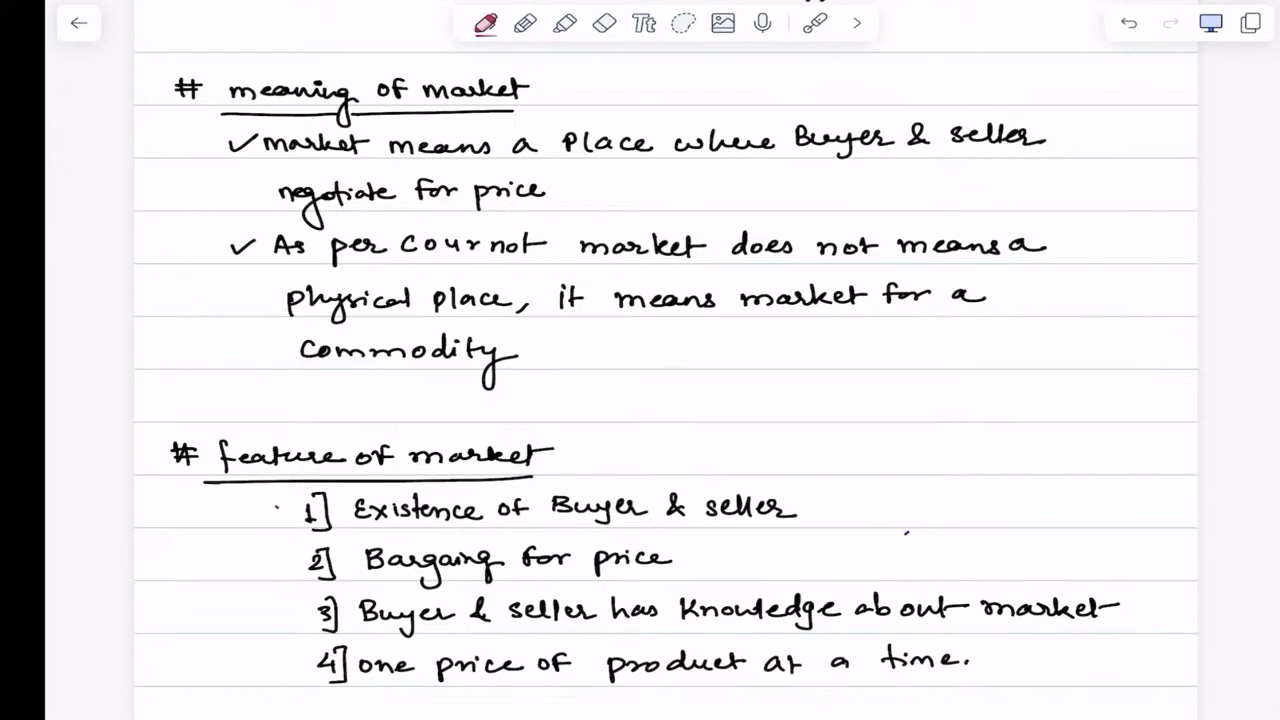 # meaning of market
✓ market means a Place where Buyer & seller
negotiate for price
✓ As per Cournot market does not means a
physical place, it means market for a
commodity
# feature of market
1] Existence of Buyer & seller
2] Bargaing for price
3] Buyer & seller has Knowledge about market
4] one price of product at a time.